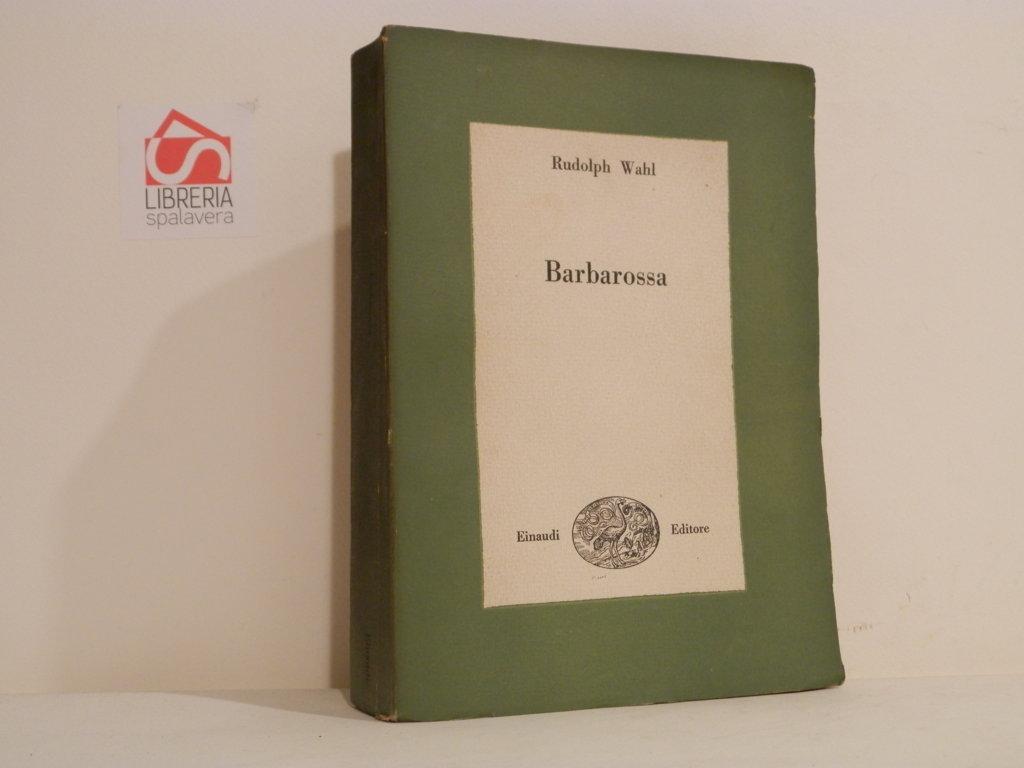 LIBRERIA
spalavera
Rudolph Wahl
Barbarossa
Einaudi Editore